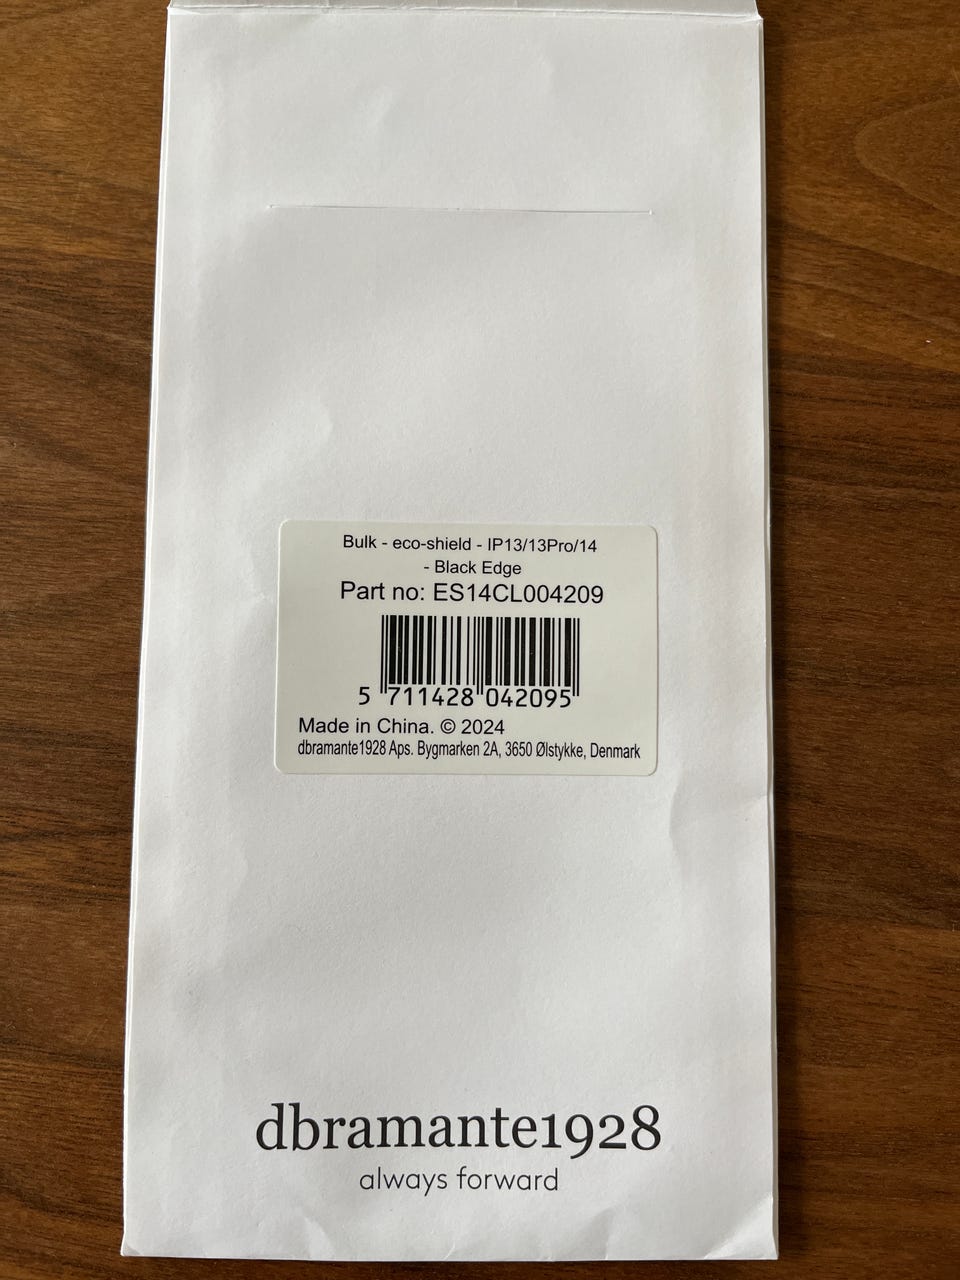 Bulk - eco-shield - IP13/13Pro/14
- Black Edge
Part no: ES14CL004209
5 711428 042095
Made in China. © 2024
dbramante1928 Aps. Bygmarken 2A, 3650 Ølstykke, Denmark
dbramante1928
always forward